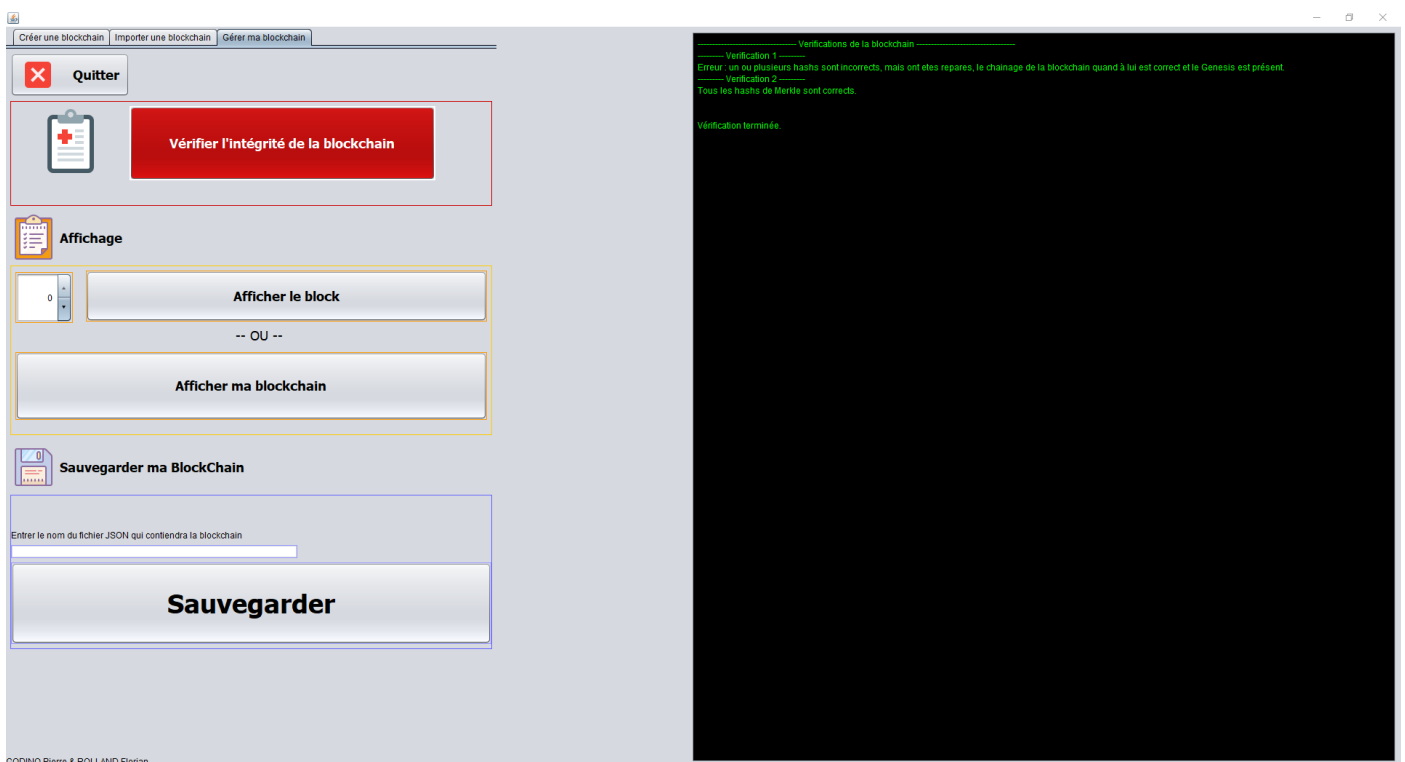 Créer une blockchain Importer une blockchain Gérer ma blockchain
Quitter
Vérifier l'intégrité de la blockchain
Affichage
0
Afficher le block
-- OU --
Afficher ma blockchain
Sauvegarder ma BlockChain
Entrer le nom du fichier JSON qui contiendra la blockchain
Sauvegarder
CODINO Pierre & ROLLAND Florian
---------------------------------- Verifications de la blockchain ----------------------------------
--------- Verification 1 ---------
Erreur : un ou plusieurs hashs sont incorrects, mais ont etes repares, le chainage de la blockchain quand à lui est correct et le Genesis est présent.
--------- Verification 2 ---------
Tous les hashs de Merkle sont corrects.
Vérification terminée.